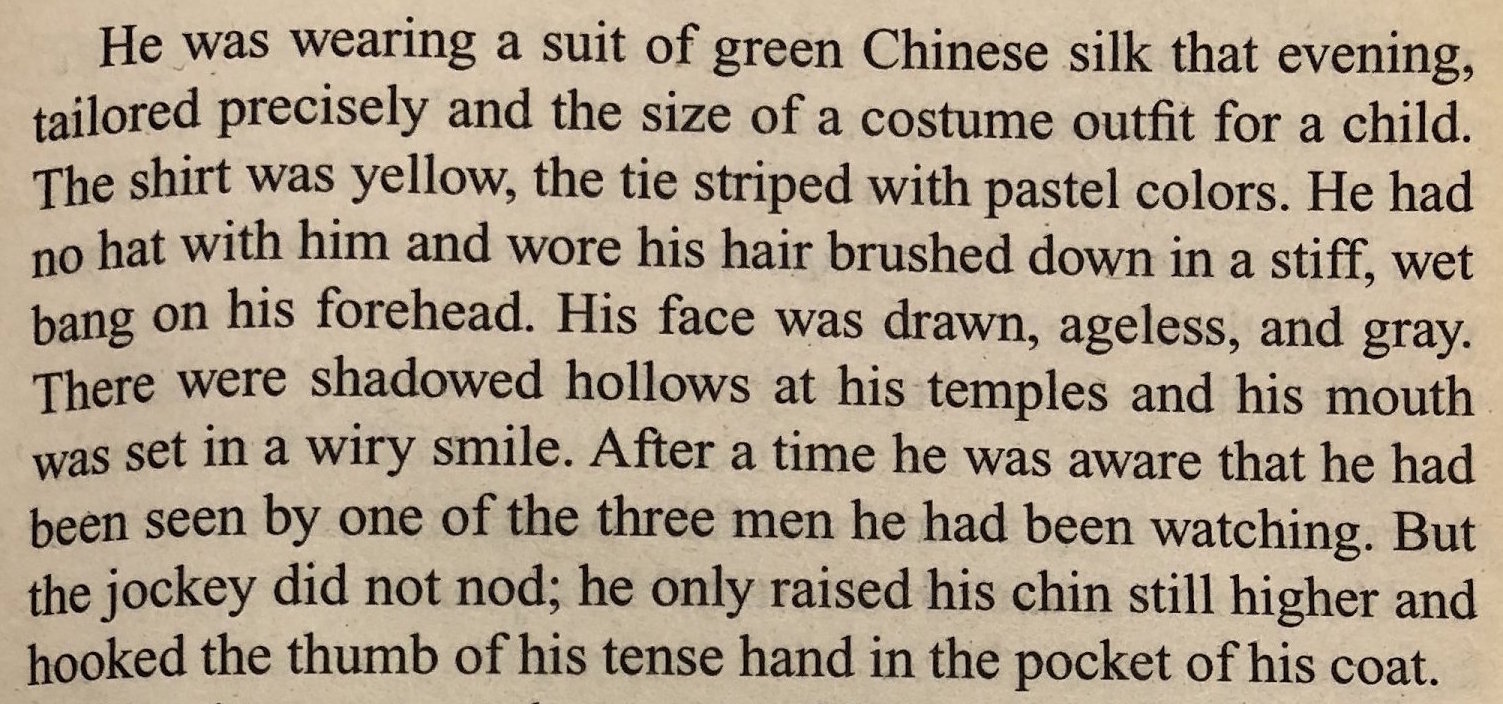 He was wearing a suit of green Chinese silk that evening,
tailored precisely and the size of a costume outfit for a child.
The shirt was yellow, the tie striped with pastel colors. He had
no hat with him and wore his hair brushed down in a stiff, wet
bang on his forehead. His face was drawn, ageless, and gray.
There were shadowed hollows at his temples and his mouth
was set in a wiry smile. After a time he was aware that he had
been seen by one of the three men he had been watching. But
the jockey did not nod; he only raised his chin still higher and
hooked the thumb of his tense hand in the pocket of his coat.